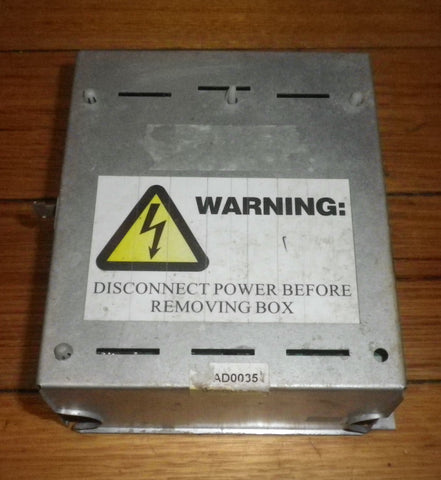 WARNING:
DISCONNECT POWER BEFORE
REMOVING BOX
AD0035